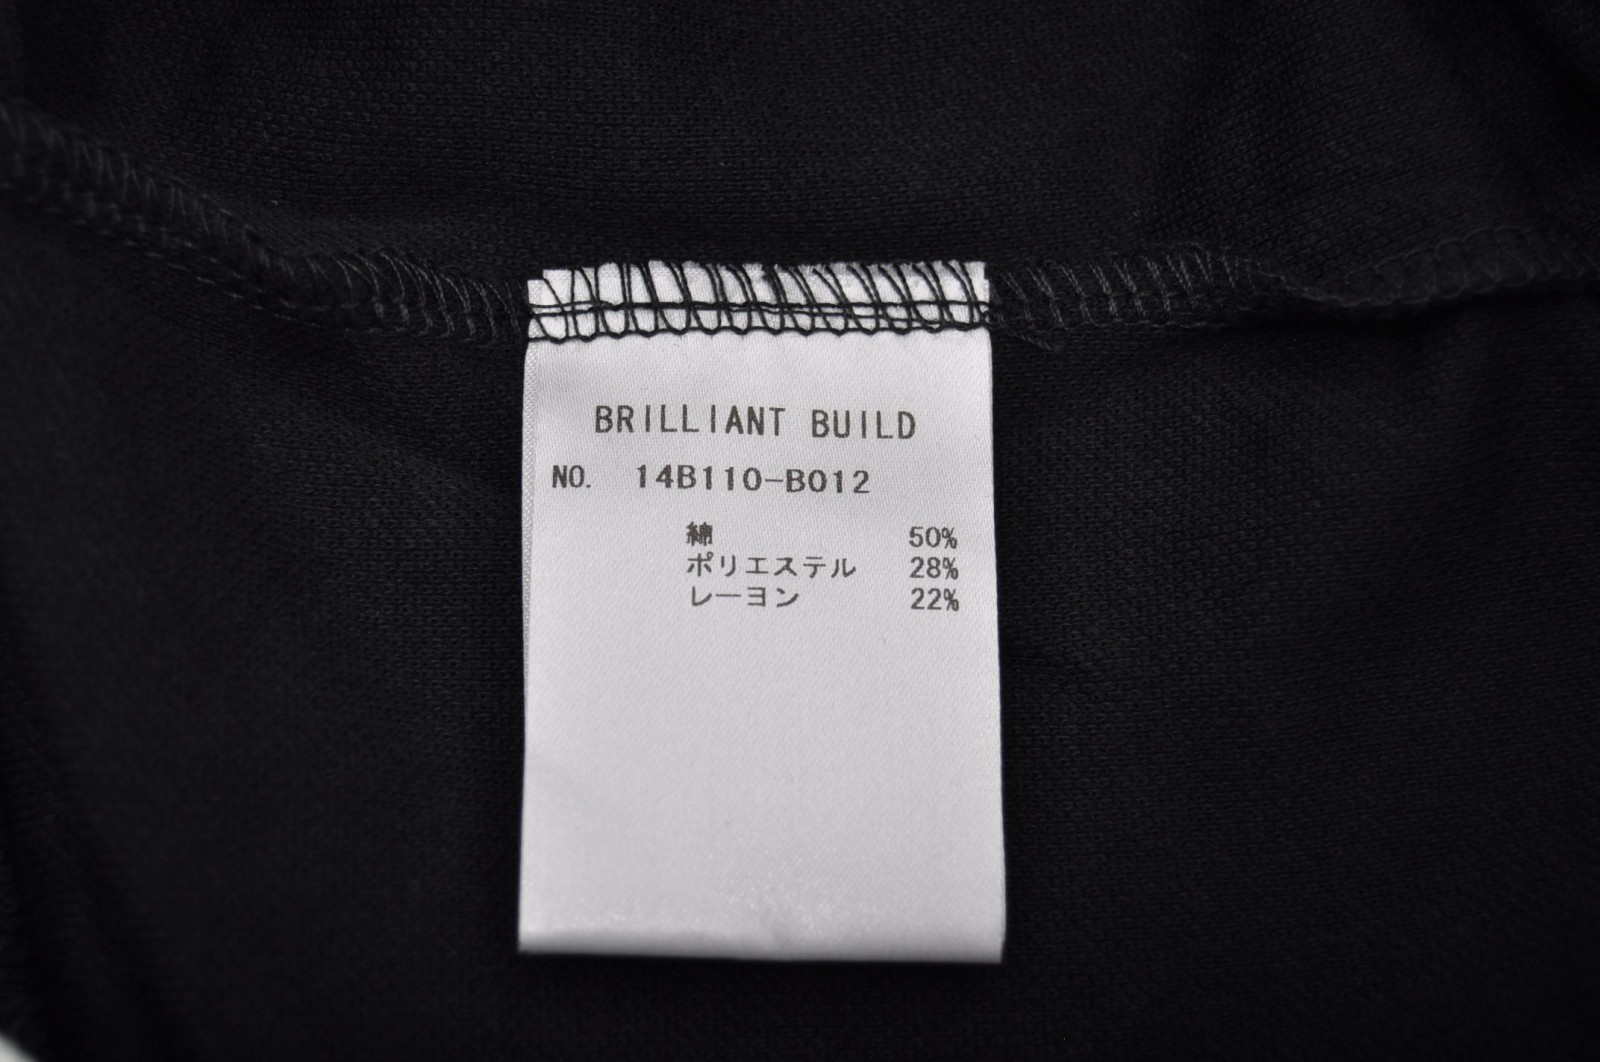 BRILLIANT BUILD
NO. 14B110-B012
綿 50%
ポリエステル 28%
レーヨン 22%